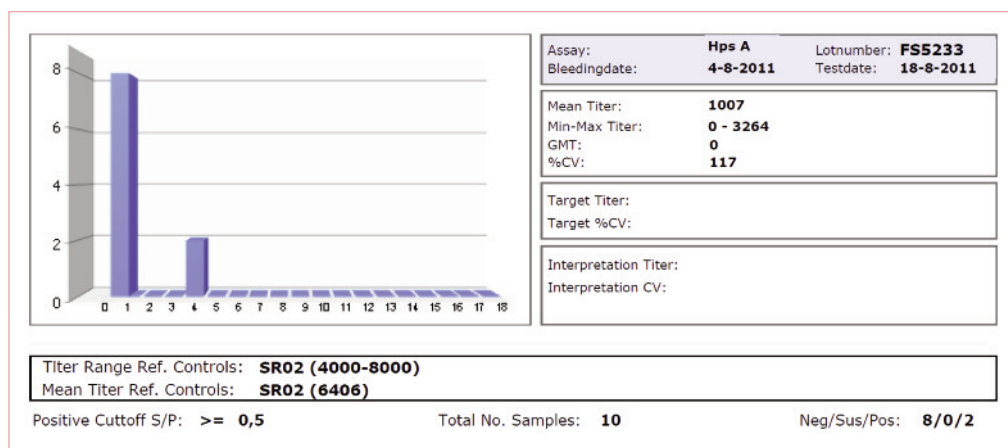 8
6
4
2
0
0 1 2 3 4 5 6 7 8 9 10 11 12 13 14 15 16 17 18
Assay: Hps A Lotnumber: FS5233
Bleedingdate: 4-8-2011 Testdate: 18-8-2011
Mean Titer: 1007
Min-Max Titer: 0 - 3264
GMT: 0
%CV: 117
Target Titer:
Target %CV:
Interpretation Titer:
Interpretation CV:
Titer Range Ref. Controls: SR02 (4000-8000)
Mean Titer Ref. Controls: SR02 (6406)
Positive Cuttoff S/P: >= 0,5 Total No. Samples: 10 Neg/Sus/Pos: 8/0/2